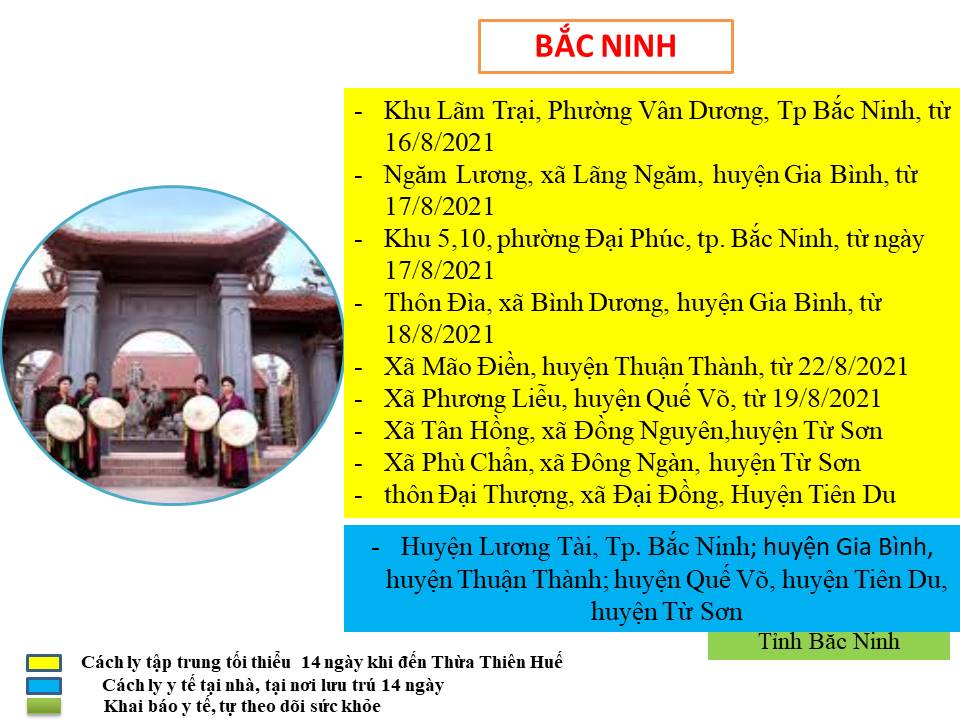 BẮC NINH
- Khu Lãm Trại, Phường Vân Dương, Tp Bắc Ninh, từ
16/8/2021
- Ngăm Lương, xã Lãng Ngăm, huyện Gia Bình, từ
17/8/2021
- Khu 5,10, phường Đại Phúc, tp. Bắc Ninh, từ ngày
17/8/2021
- Thôn Đìa, xã Bình Dương, huyện Gia Bình, từ
18/8/2021
- Xã Mão Điền, huyện Thuận Thành, từ 22/8/2021
- Xã Phương Liễu, huyện Quế Võ, từ 19/8/2021
- Xã Tân Hồng, xã Đồng Nguyên,huyện Từ Sơn
- Xã Phù Chẩn, xã Đông Ngàn, huyện Từ Sơn
- thôn Đại Thượng, xã Đại Đồng, Huyện Tiên Du
- Huyện Lương Tài, Tp. Bắc Ninh; huyện Gia Bình,
huyện Thuận Thành; huyện Quế Võ, huyện Tiên Du,
huyện Từ Sơn
Tỉnh Bắc Ninh
Cách ly tập trung tối thiểu 14 ngày khi đến Thừa Thiên Huế
Cách ly y tế tại nhà, tại nơi lưu trú 14 ngày
Khai báo y tế, tự theo dõi sức khỏe